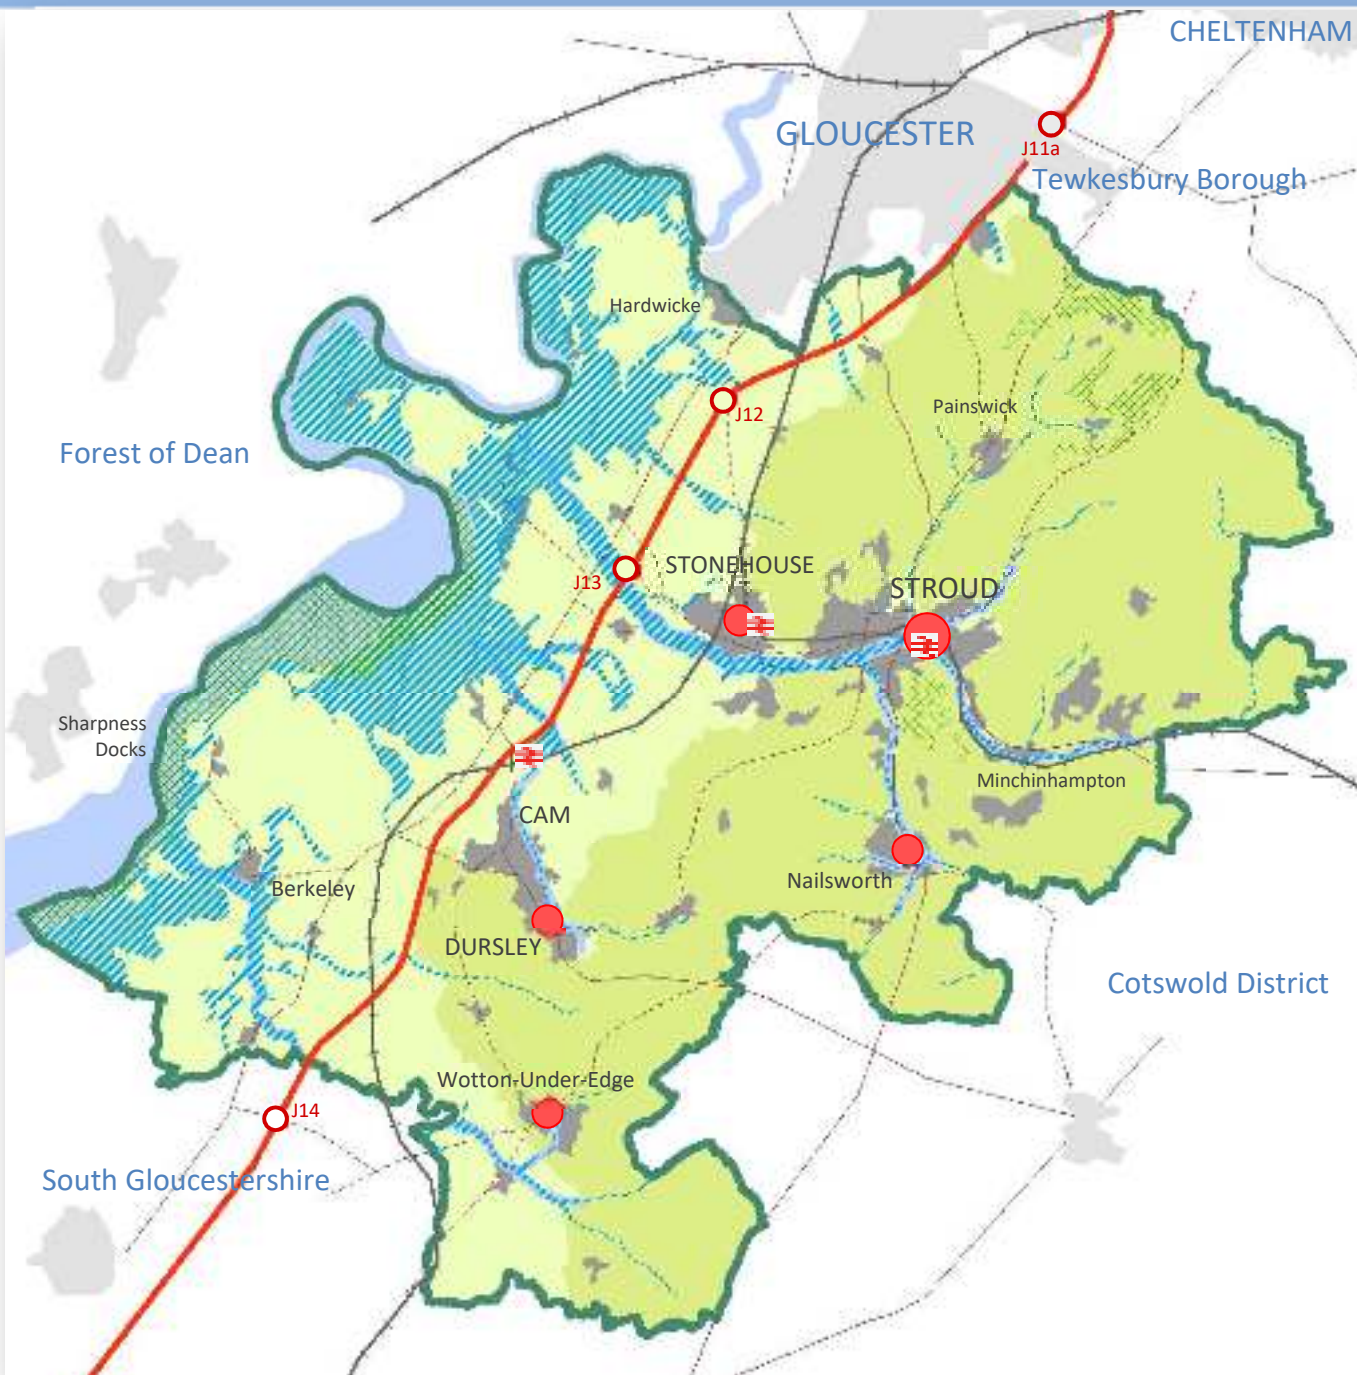 CHELTENHAM
GLOUCESTER
J11a
Tewkesbury Borough
Hardwicke
J12
Painswick
Forest of Dean
STONEHOUSE
J13
STROUD
Sharpness
Docks
Minchinhampton
CAM
Nailsworth
Berkeley
DURSLEY
Cotswold District
Wotton-Under-Edge
J14
South Gloucestershire